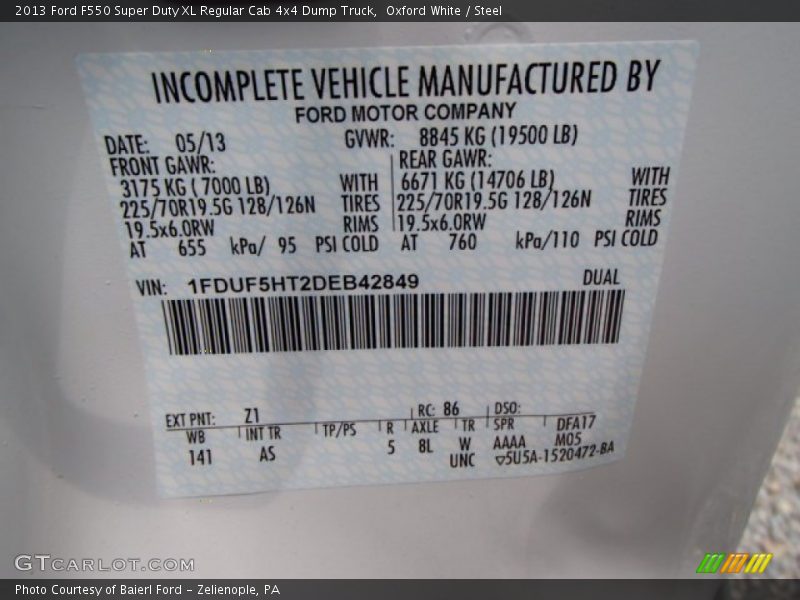 2013 Ford F550 Super Duty XL Regular Cab 4x4 Dump Truck, Oxford White / Steel
INCOMPLETE VEHICLE MANUFACTURED BY
FORD MOTOR COMPANY
DATE: 05/13 GVWR: 8845 KG (19500 LB)
FRONT GAWR: REAR GAWR:
3175 KG ( 7000 LB) WITH 6671 KG (14706 LB) WITH
225/70R19.5G 128/126N TIRES 225/70R19.5G 128/126N TIRES
19.5x6.0RW RIMS 19.5x6.0RW RIMS
AT 655 kPa/ 95 PSI COLD AT 760 kPa/110 PSI COLD
VIN: 1FDUF5HT2DEB42849 DUAL
EXT PNT: Z1 RC: 86 DSO:
WB INT TR TP/PS R AXLE TR SPR DFA17
141 AS 5 8L W AAAA M05
UNC ▽5U5A-1520472-BA
GTCARLOT.COM
Photo Courtesy of Baierl Ford - Zelienople, PA